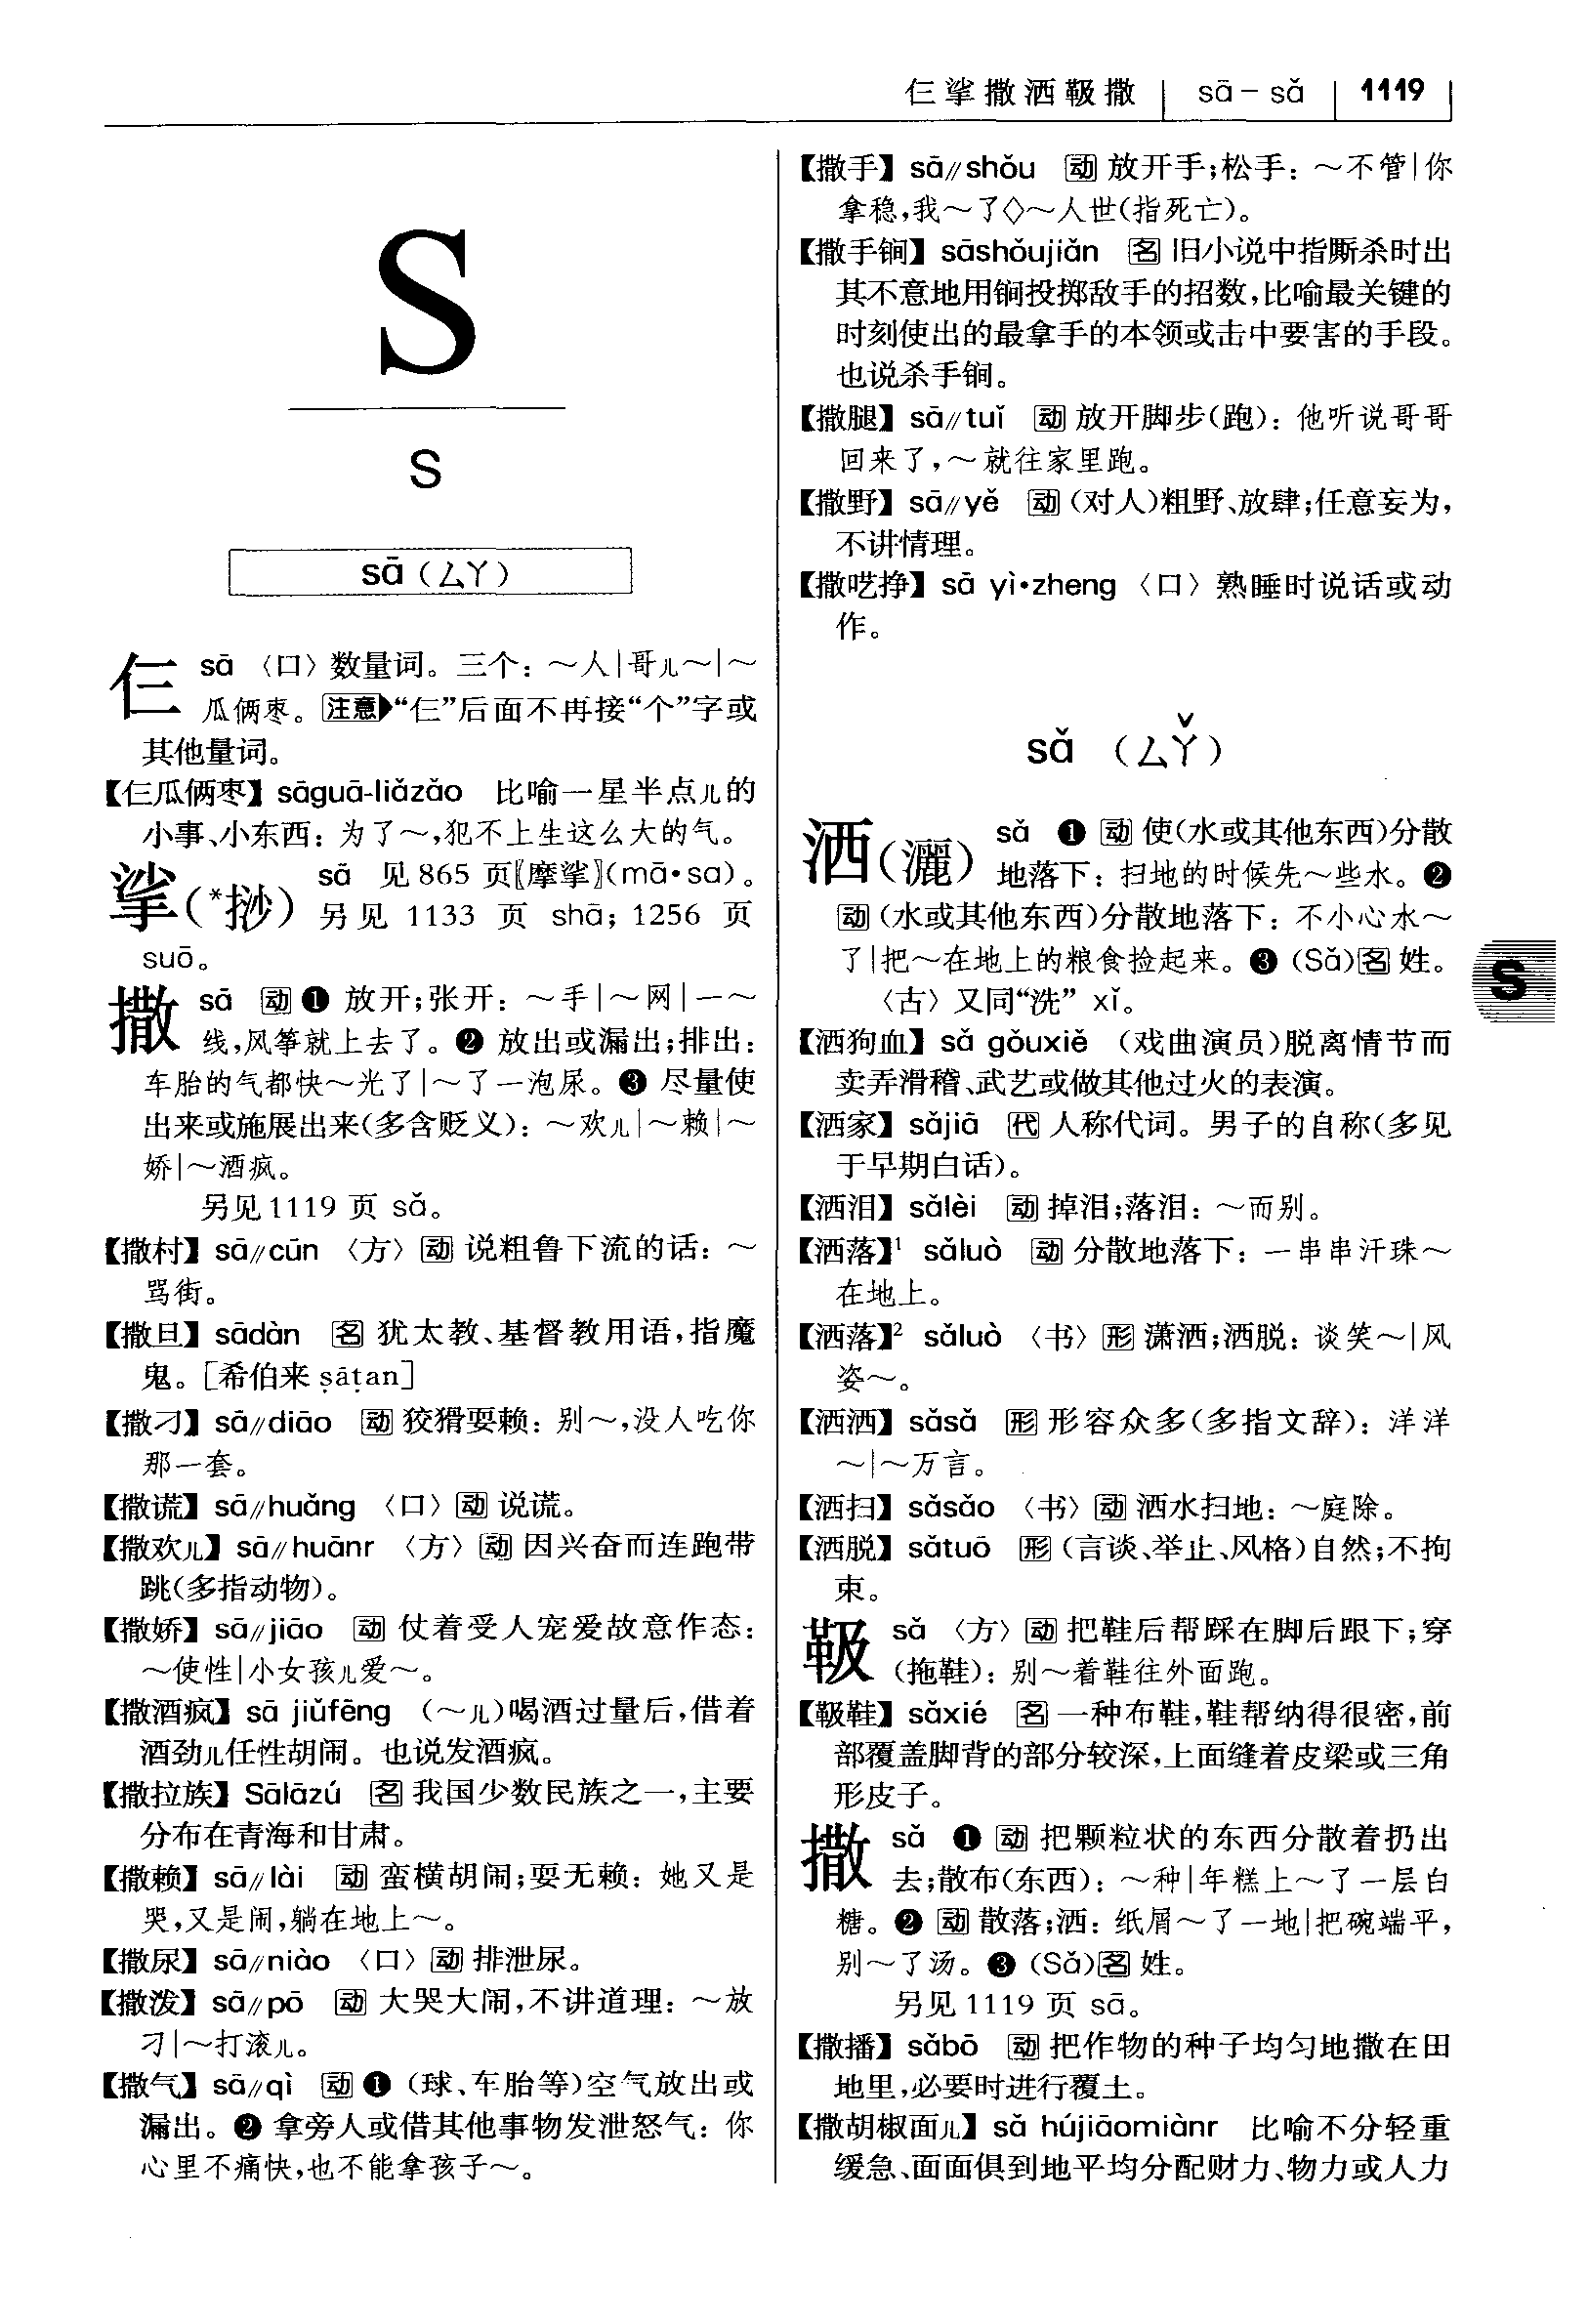 仨挲撒洒靸撒 sā-sǎ 1119
S
s
sā（ㄙㄚ）
仨 sā 〈口〉数量词。三个：～人|哥儿～|～
瓜俩枣。注意▶“仨”后面不再接“个”字或
其他量词。
【仨瓜俩枣】sāguā-liǎzǎo 比喻一星半点儿的
小事、小东西：为了～,犯不上生这么大的气。
挲(*挱) sā 见 865 页〖摩挲〗(mā·sa)。
另见 1133 页 shā；1256 页
suō。
撒 sā 动 ❶ 放开;张开：～手|～网|一～
线,风筝就上去了。❷ 放出或漏出;排出：
车胎的气都快～光了|～了一泡尿。❸ 尽量使
出来或施展出来(多含贬义)：～欢儿|～赖|～
娇|～酒疯。
另见1119 页 sǎ。
【撒村】sā//cūn 〈方〉动 说粗鲁下流的话：～
骂街。
【撒旦】sādàn 名 犹太教、基督教用语,指魔
鬼。[希伯来 ṣāṭan]
【撒刁】sā//diāo 动 狡猾耍赖：别～,没人吃你
那一套。
【撒谎】sā//huǎng 〈口〉动 说谎。
【撒欢儿】sā//huānr 〈方〉动 因兴奋而连跑带
跳(多指动物)。
【撒娇】sā//jiāo 动 仗着受人宠爱故意作态：
～使性|小女孩儿爱～。
【撒酒疯】sā jiǔfēng (～儿)喝酒过量后,借着
酒劲儿任性胡闹。也说发酒疯。
【撒拉族】Sālāzú 名 我国少数民族之一,主要
分布在青海和甘肃。
【撒赖】sā//lài 动 蛮横胡闹;耍无赖：她又是
哭,又是闹,躺在地上～。
【撒尿】sā//niào 〈口〉动 排泄尿。
【撒泼】sā//pō 动 大哭大闹,不讲道理：～放
刁|～打滚儿。
【撒气】sā//qì 动 ❶ (球、车胎等)空气放出或
漏出。❷ 拿旁人或借其他事物发泄怒气：你
心里不痛快,也不能拿孩子～。
【撒手】sā//shǒu 动 放开手;松手：～不管|你
拿稳,我～了◇～人世(指死亡)。
【撒手锏】sāshǒujiǎn 名 旧小说中指厮杀时出
其不意地用锏投掷敌手的招数,比喻最关键的
时刻使出的最拿手的本领或击中要害的手段。
也说杀手锏。
【撒腿】sā//tuǐ 动 放开脚步(跑)：他听说哥哥
回来了,～就往家里跑。
【撒野】sā//yě 动 (对人)粗野、放肆;任意妄为,
不讲情理。
【撒呓挣】sā yì·zheng 〈口〉熟睡时说话或动
作。
sǎ（ㄙㄚˇ）
洒(灑) sǎ ❶ 动 使(水或其他东西)分散
地落下：扫地的时候先～些水。❷
动 (水或其他东西)分散地落下：不小心水～
了|把～在地上的粮食捡起来。❸ (Sǎ)名 姓。
〈古〉又同“洗” xǐ。
【洒狗血】sǎ gǒuxiě (戏曲演员)脱离情节而
卖弄滑稽、武艺或做其他过火的表演。
【洒家】sǎjiā 代 人称代词。男子的自称(多见
于早期白话)。
【洒泪】sǎlèi 动 掉泪;落泪：～而别。
【洒落】¹ sǎluò 动 分散地落下：一串串汗珠～
在地上。
【洒落】² sǎluò 〈书〉形 潇洒;洒脱：谈笑～|风
姿～。
【洒洒】sǎsǎ 形 形容众多(多指文辞)：洋洋
～|～万言。
【洒扫】sǎsǎo 〈书〉动 洒水扫地：～庭除。
【洒脱】sǎtuō 形 (言谈、举止、风格)自然;不拘
束。
靸 sǎ 〈方〉动 把鞋后帮踩在脚后跟下;穿
(拖鞋)：别～着鞋往外面跑。
【靸鞋】sǎxié 名 一种布鞋,鞋帮纳得很密,前
部覆盖脚背的部分较深,上面缝着皮梁或三角
形皮子。
撒 sǎ ❶ 动 把颗粒状的东西分散着扔出
去;散布(东西)：～种|年糕上～了一层白
糖。❷ 动 散落;洒：纸屑～了一地|把碗端平,
别～了汤。❸ (Sǎ)名 姓。
另见 1119 页 sā。
【撒播】sǎbō 动 把作物的种子均匀地撒在田
地里,必要时进行覆土。
【撒胡椒面儿】sǎ hújiāomiànr 比喻不分轻重
缓急、面面俱到地平均分配财力、物力或人力
S